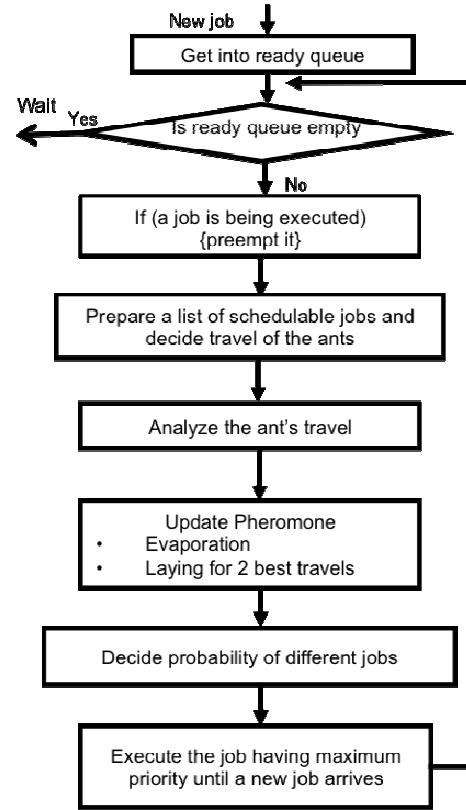 New job
Get into ready queue
Wait
Yes
Is ready queue empty
No
If (a job is being executed)
{preempt it}
Prepare a list of schedulable jobs and
decide travel of the ants
Analyze the ant's travel
Update Pheromone
• Evaporation
• Laying for 2 best travels
Decide probability of different jobs
Execute the job having maximum
priority until a new job arrives